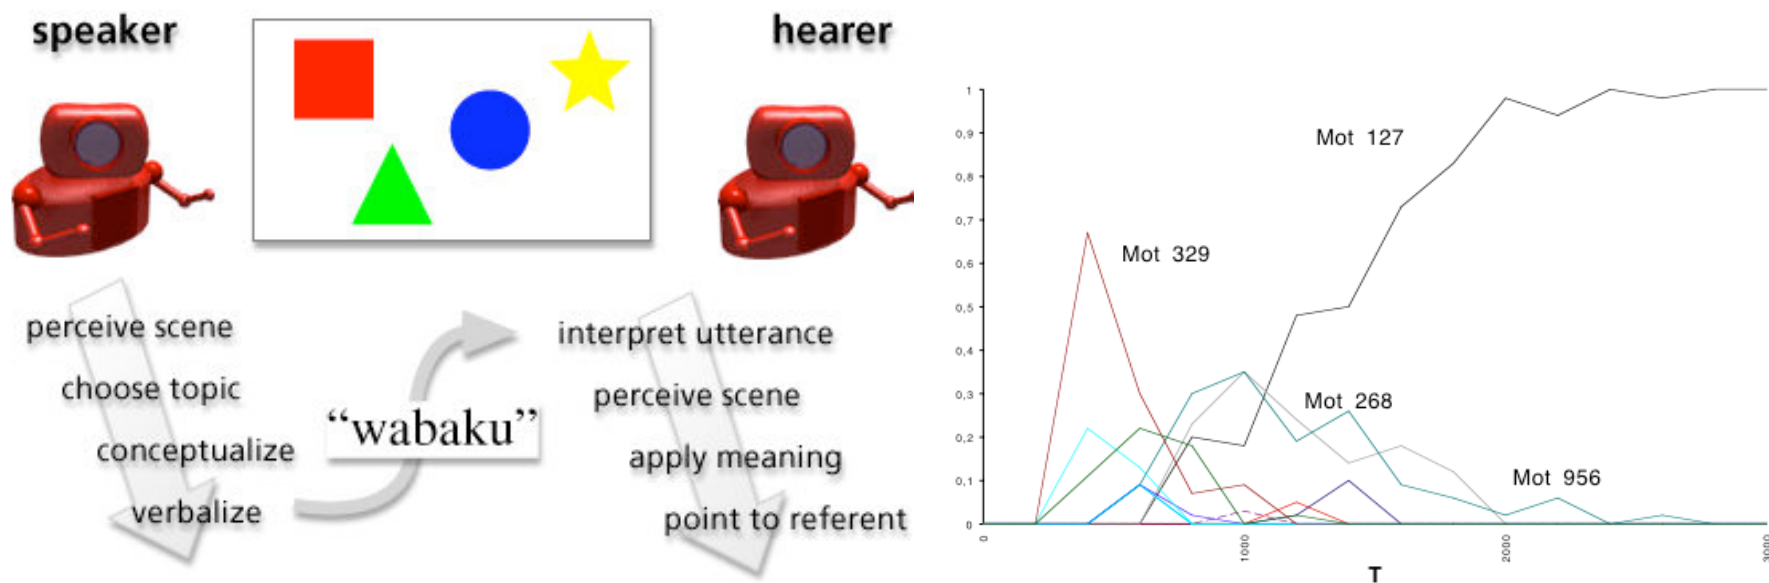 speaker
hearer
perceive scene
choose topic
conceptualize
verbalize
“wabaku”
interpret utterance
perceive scene
apply meaning
point to referent
1
0,9
0,8
0,7
0,6
0,5
0,4
0,3
0,2
0,1
0
Mot 127
Mot 329
Mot 268
Mot 956
0
1000
2000
3000
T